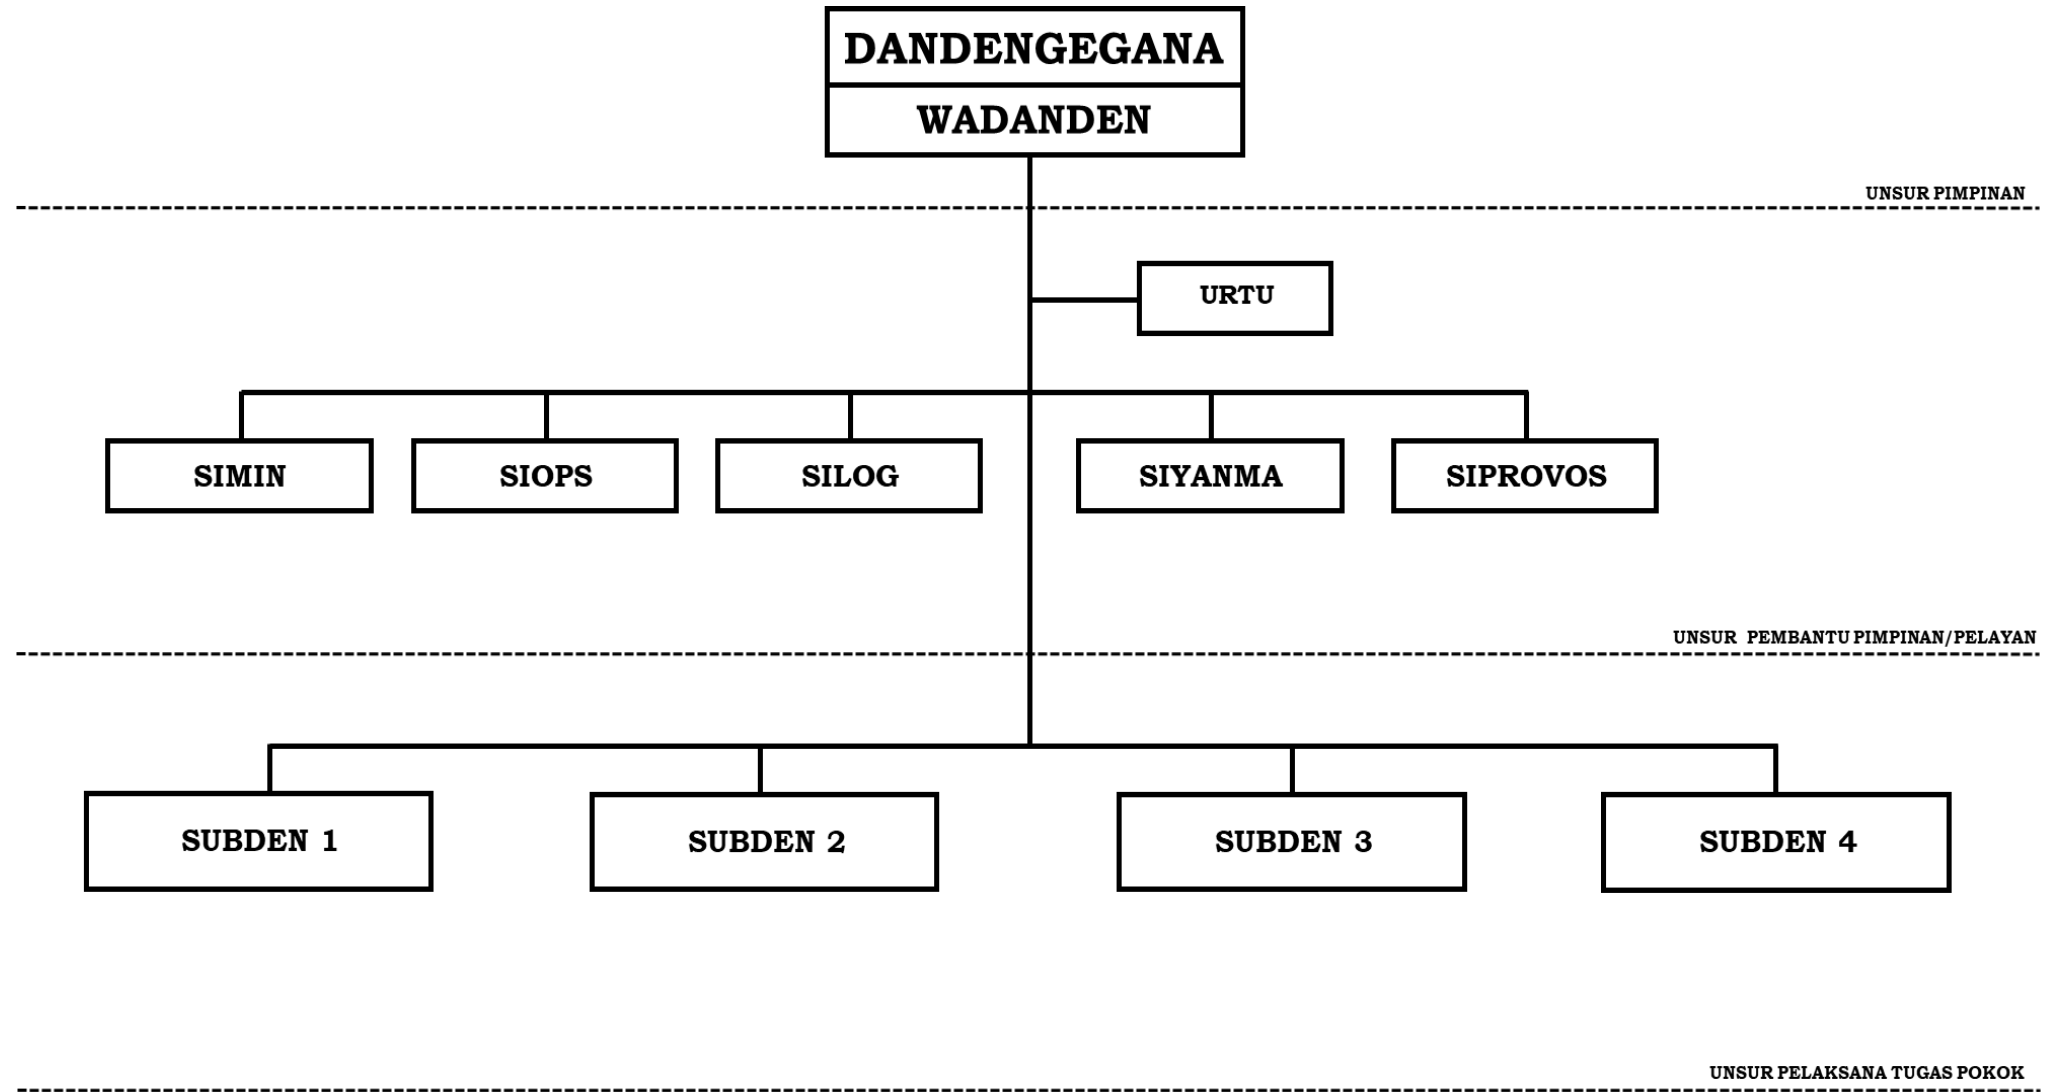 DANDENGEGANA
WADANDEN
UNSUR PIMPINAN
URTU
SIMIN
SIOPS
SILOG
SIYANMA
SIPROVOS
UNSUR PEMBANTU PIMPINAN/PELAYAN
SUBDEN 1
SUBDEN 2
SUBDEN 3
SUBDEN 4
UNSUR PELAKSANA TUGAS POKOK